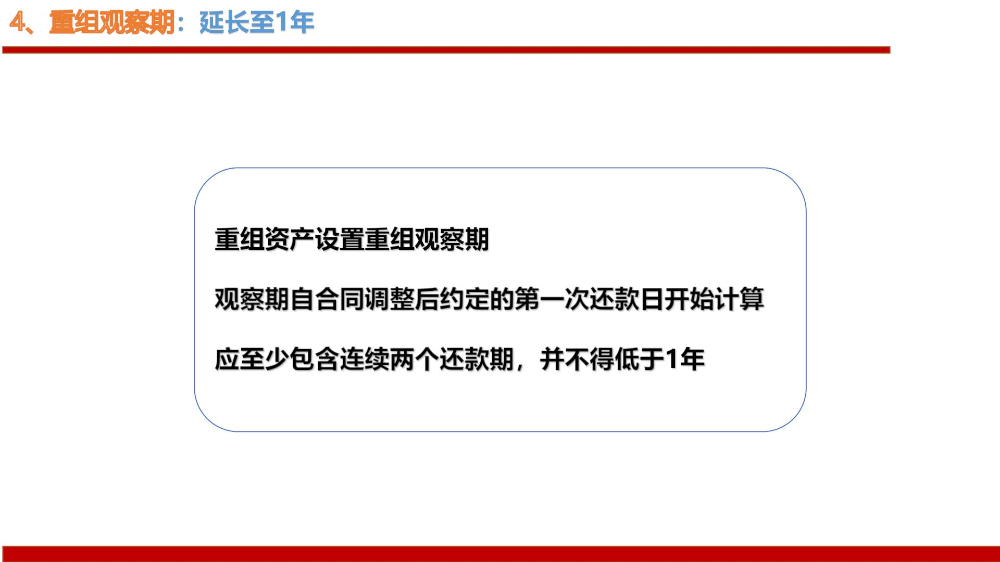 4、重组观察期：延长至1年
重组资产设置重组观察期
观察期自合同调整后约定的第一次还款日开始计算
应至少包含连续两个还款期，并不得低于1年